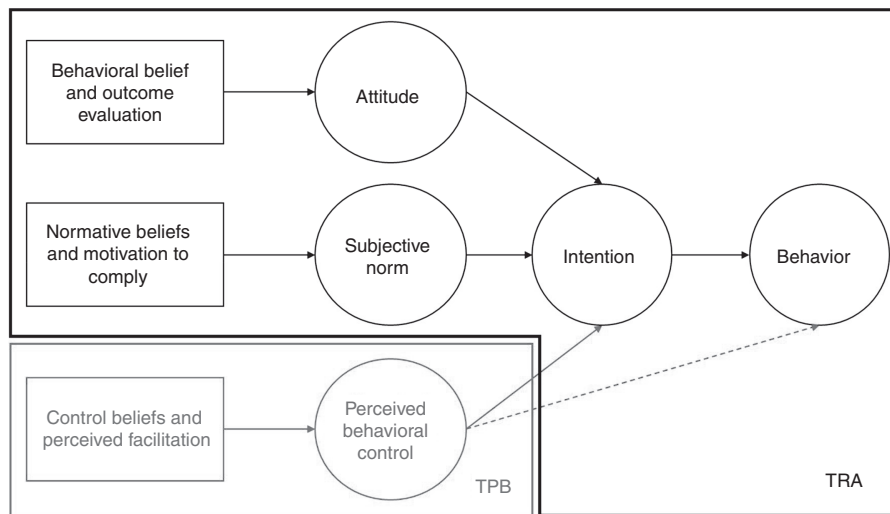 Behavioral belief
and outcome
evaluation
Attitude
Normative beliefs
and motivation to
comply
Subjective
norm
Intention
Behavior
Control beliefs and
perceived facilitation
Perceived
behavioral
control
TPB
TRA